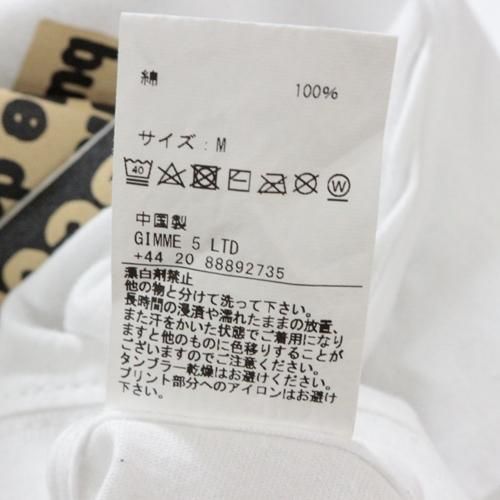 綿 100%
サイズ : M
40
W
中国製
GIMME 5 LTD
+44 20 88892735
漂白剤禁止
他の物と分けて洗って下さい。
長時間の浸漬や濡れたままの放置、
また汗をかいた状態でご着用になり
ますと他のものに色移りすることが
ございますのでご注意ください。
タンブラー乾燥はお避け下さい。
プリント部分へのアイロンはお避け
下さい。
bu